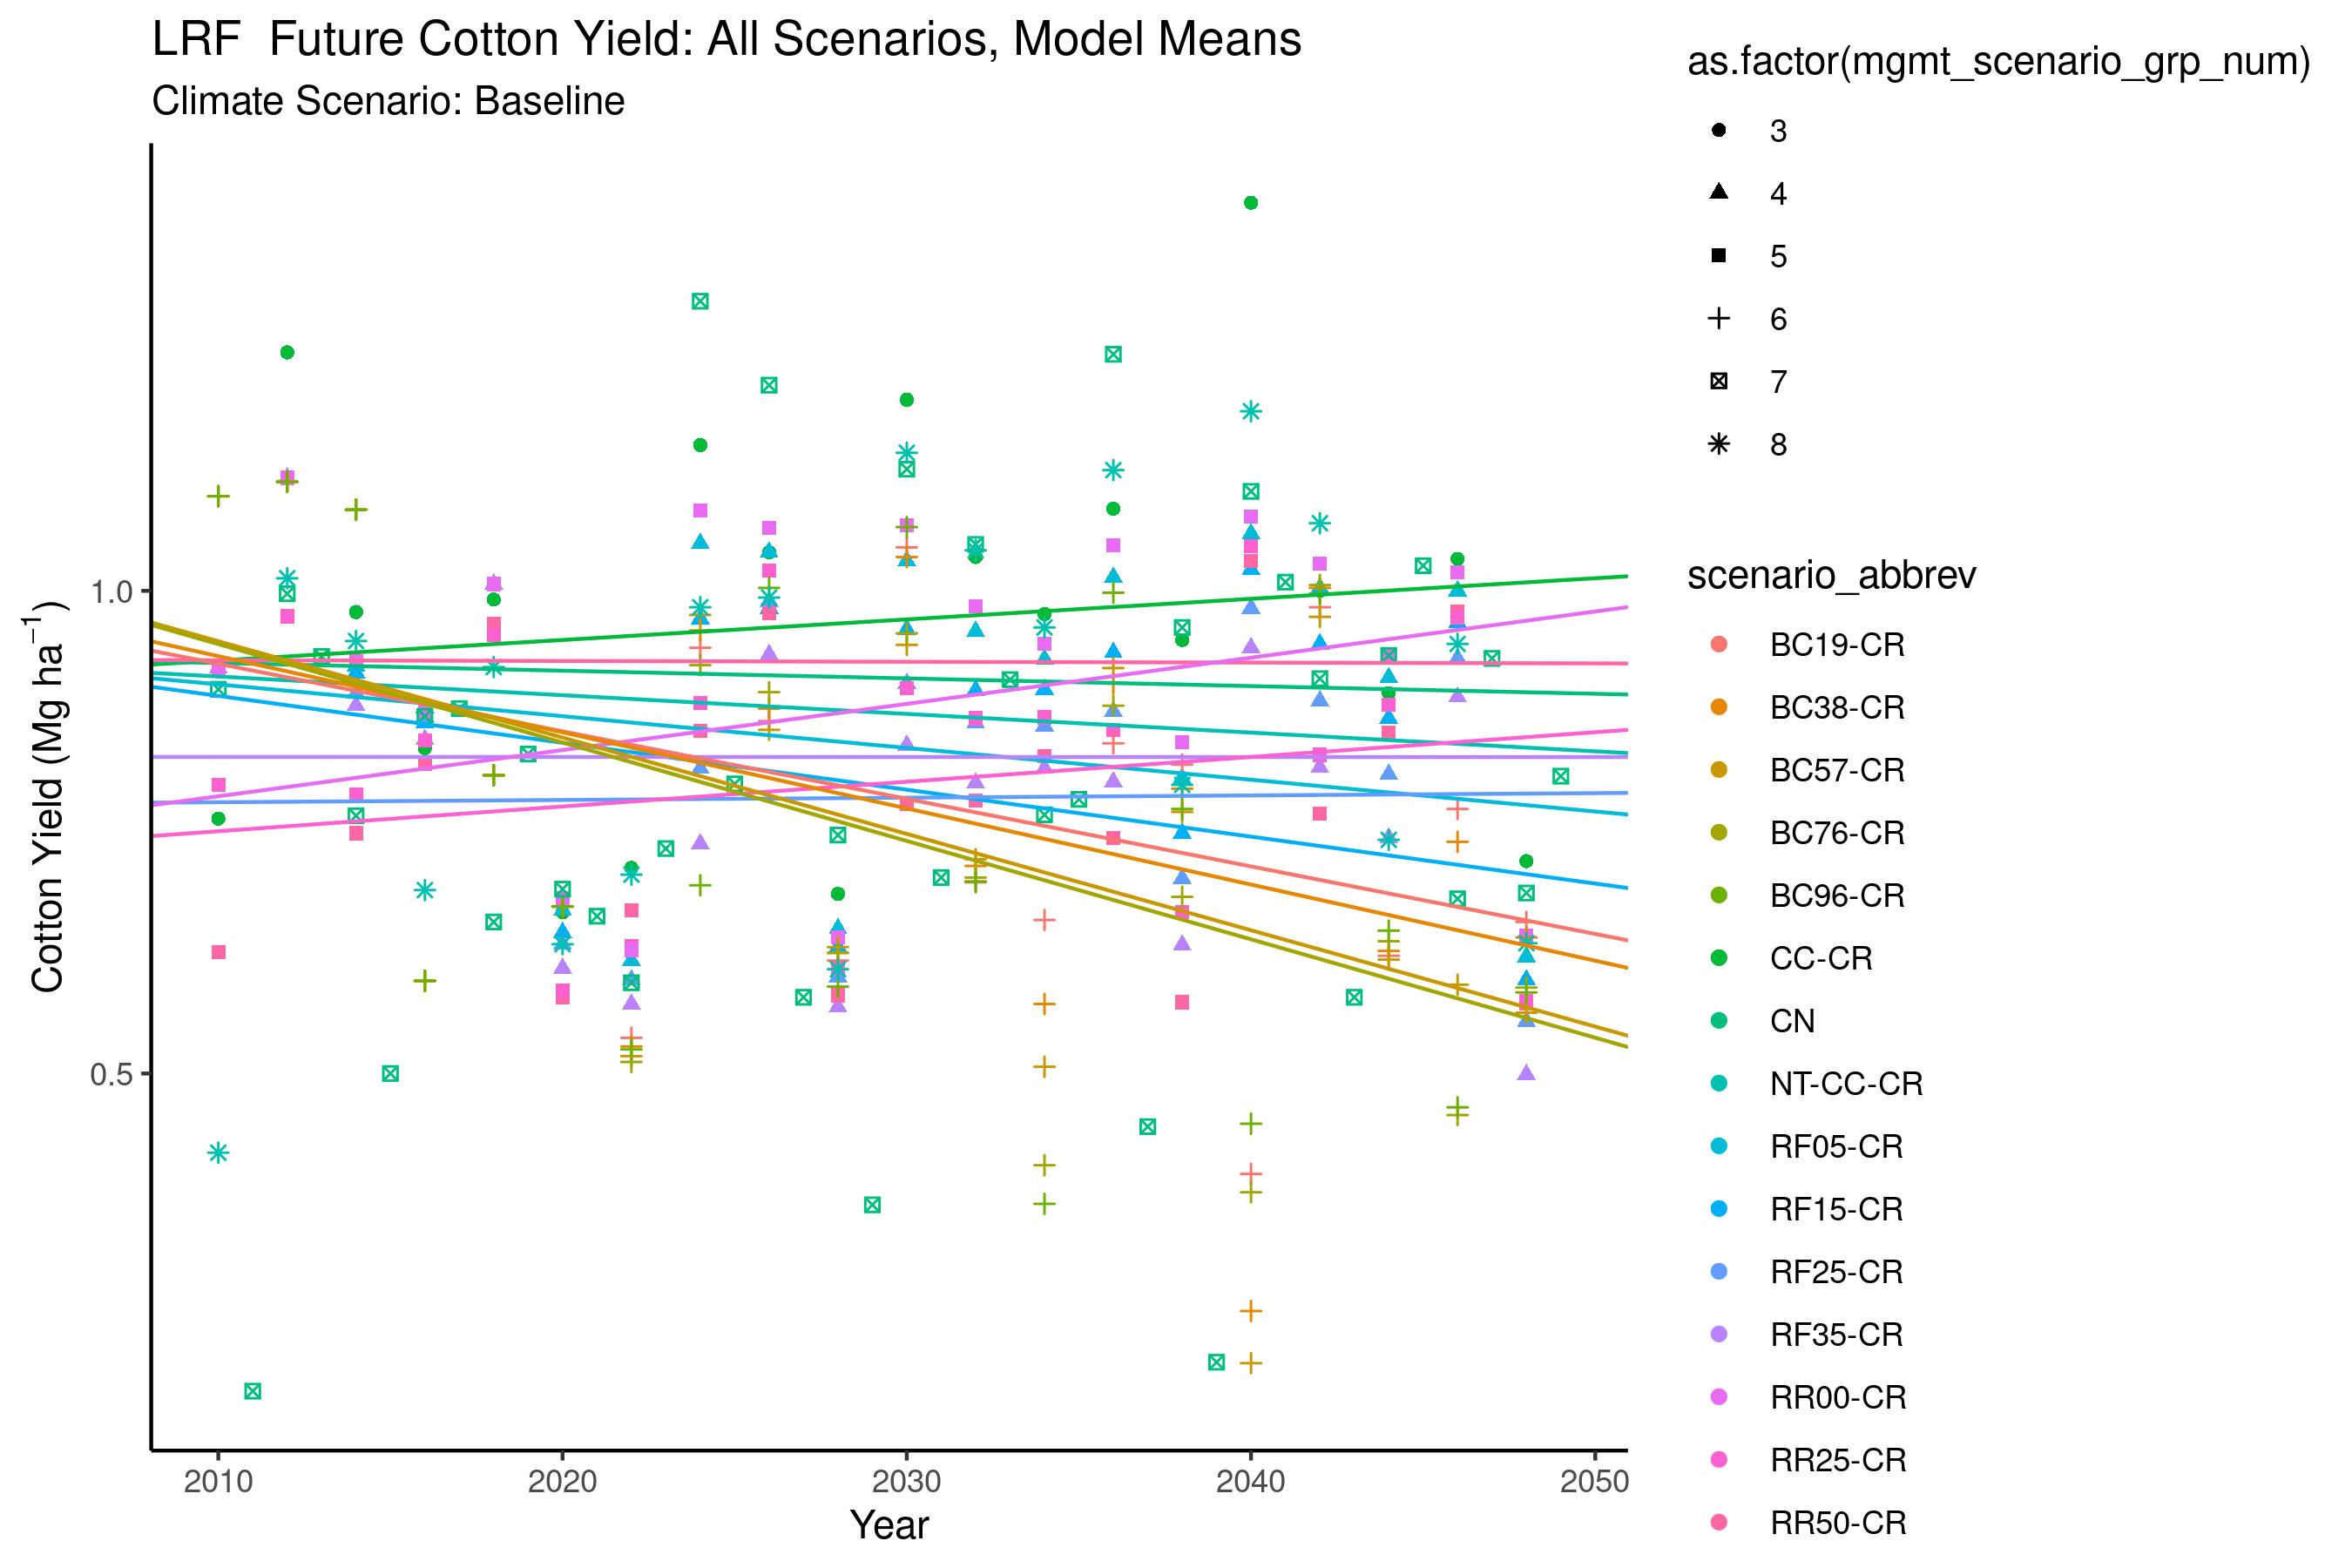 LRF  Future Cotton Yield: All Scenarios, Model Means
Climate Scenario: Baseline
Cotton Yield (Mg ha⁻¹)
1.0
0.5
2010
2020
2030
2040
2050
Year
as.factor(mgmt_scenario_grp_num)
3
4
5
6
7
8
scenario_abbrev
BC19-CR
BC38-CR
BC57-CR
BC76-CR
BC96-CR
CC-CR
CN
NT-CC-CR
RF05-CR
RF15-CR
RF25-CR
RF35-CR
RR00-CR
RR25-CR
RR50-CR